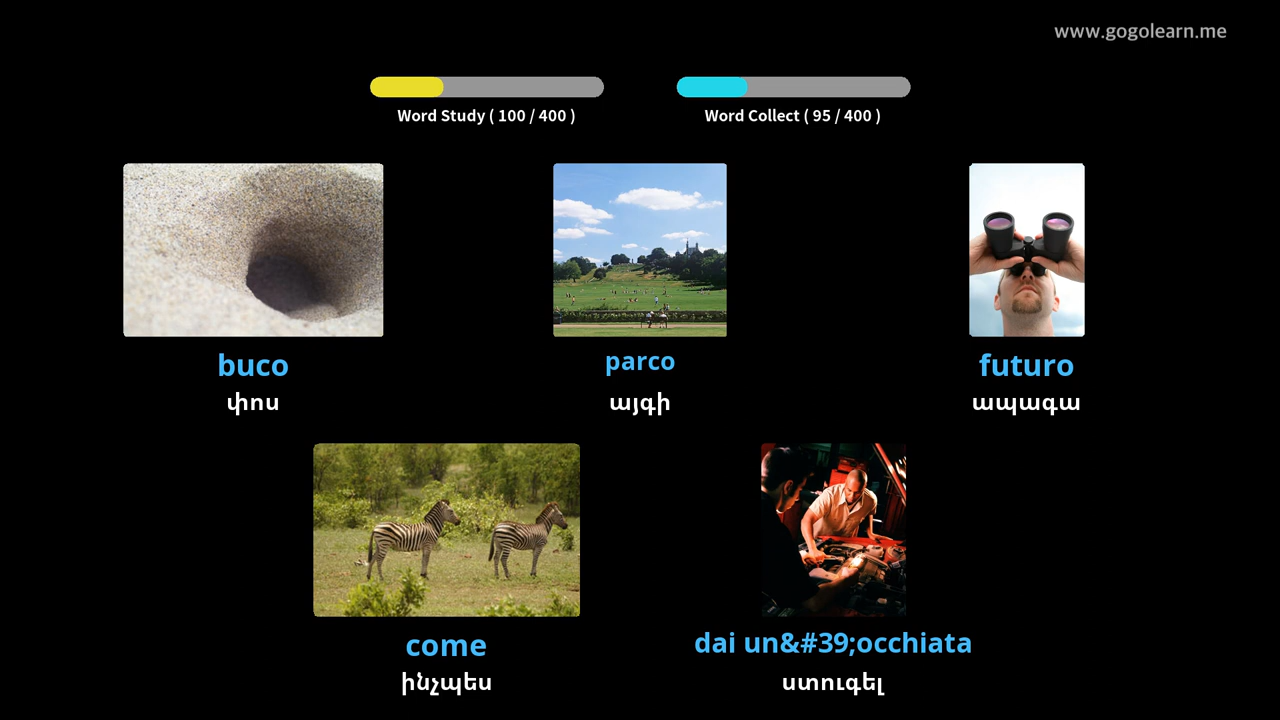 www.gogolearn.me
Word Study ( 100 / 400 )
Word Collect ( 95 / 400 )
buco
parco
futuro
փոս
այգի
ապագա
come
dai un&#39;occhiata
ինչպես
ստուգել